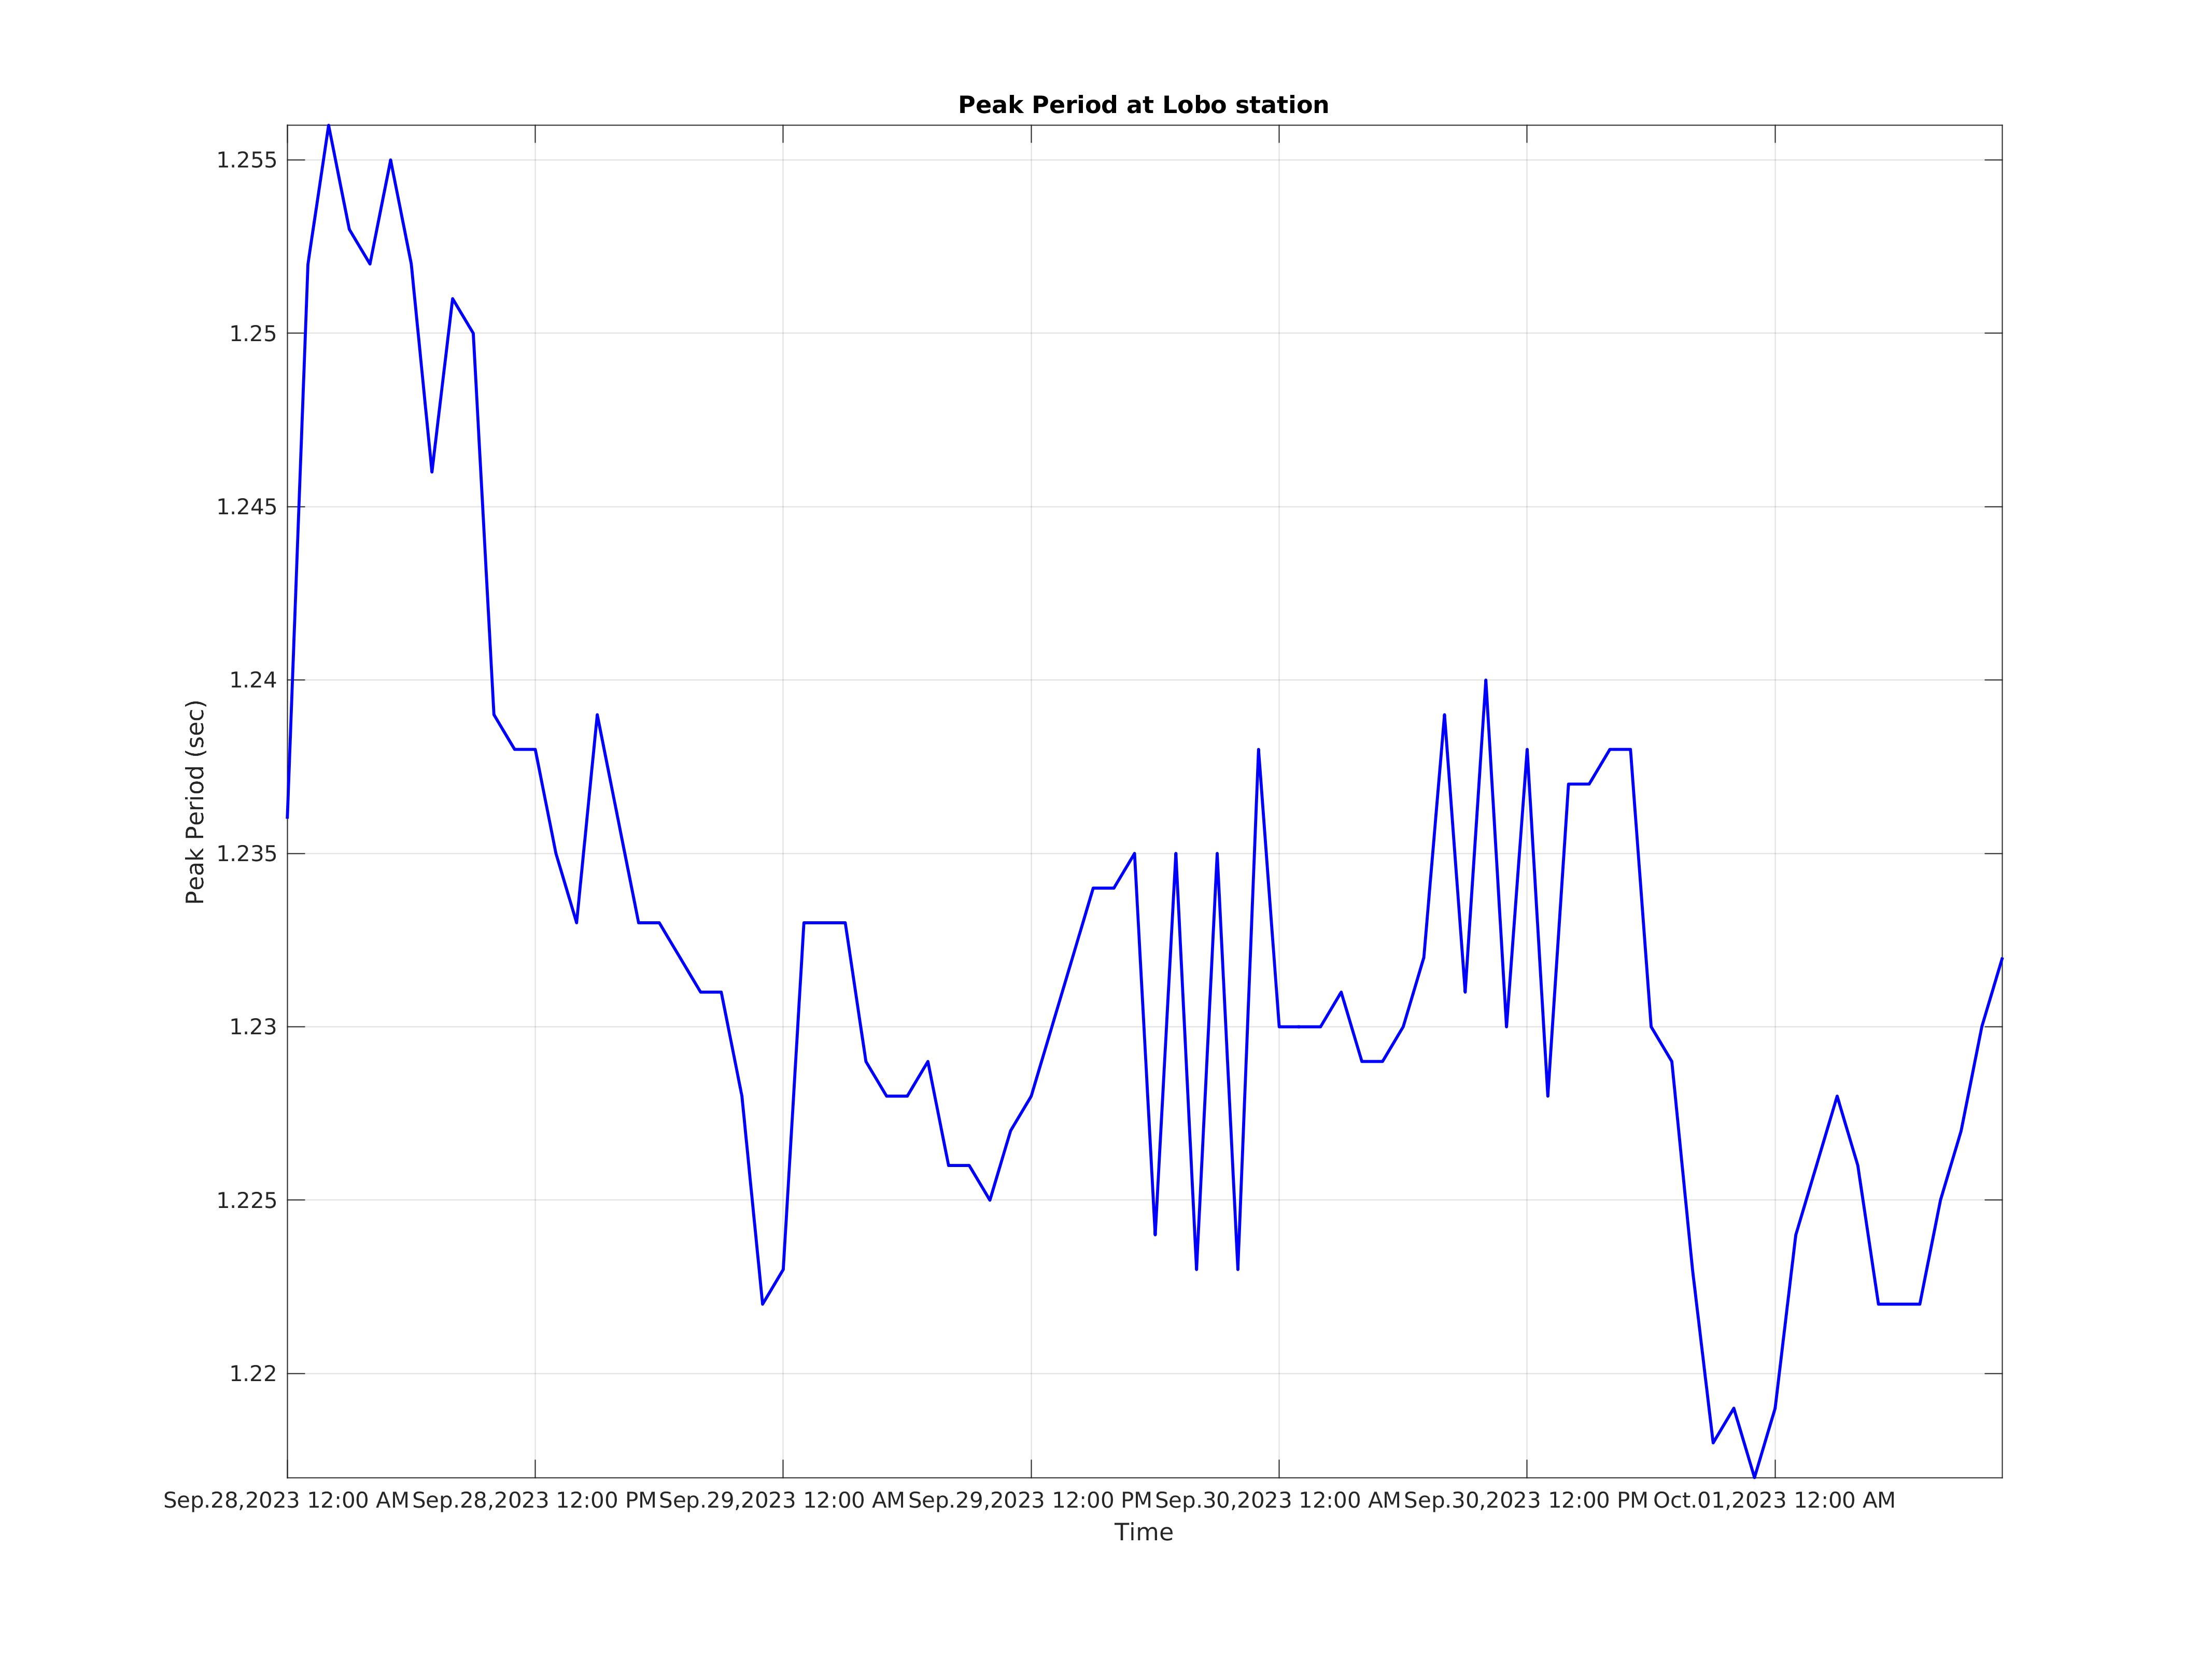 Peak Period at Lobo station
1.255
1.25
1.245
1.24
1.235
1.23
1.225
1.22
Peak Period (sec)
Sep.28,2023 12:00 AM Sep.28,2023 12:00 PM Sep.29,2023 12:00 AM Sep.29,2023 12:00 PM Sep.30,2023 12:00 AM Sep.30,2023 12:00 PM Oct.01,2023 12:00 AM
Time